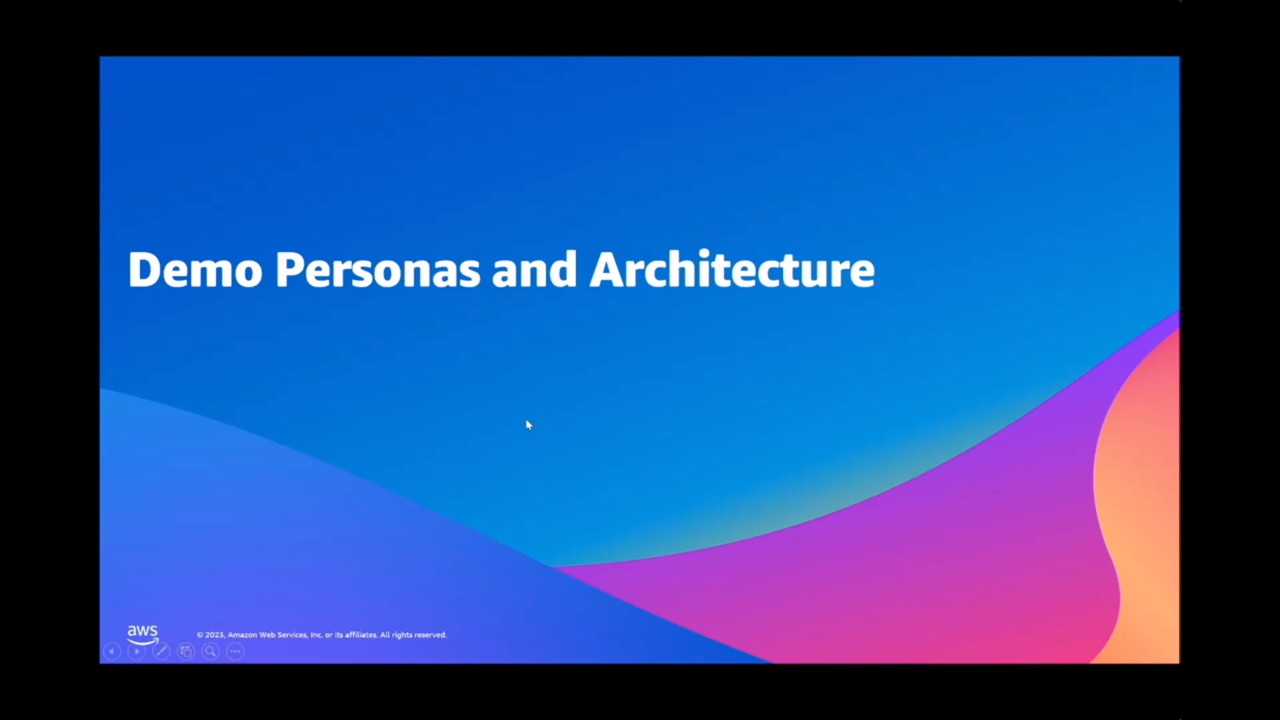 Demo Personas and Architecture
aws
© 2023, Amazon Web Services, Inc. or its affiliates. All rights reserved.